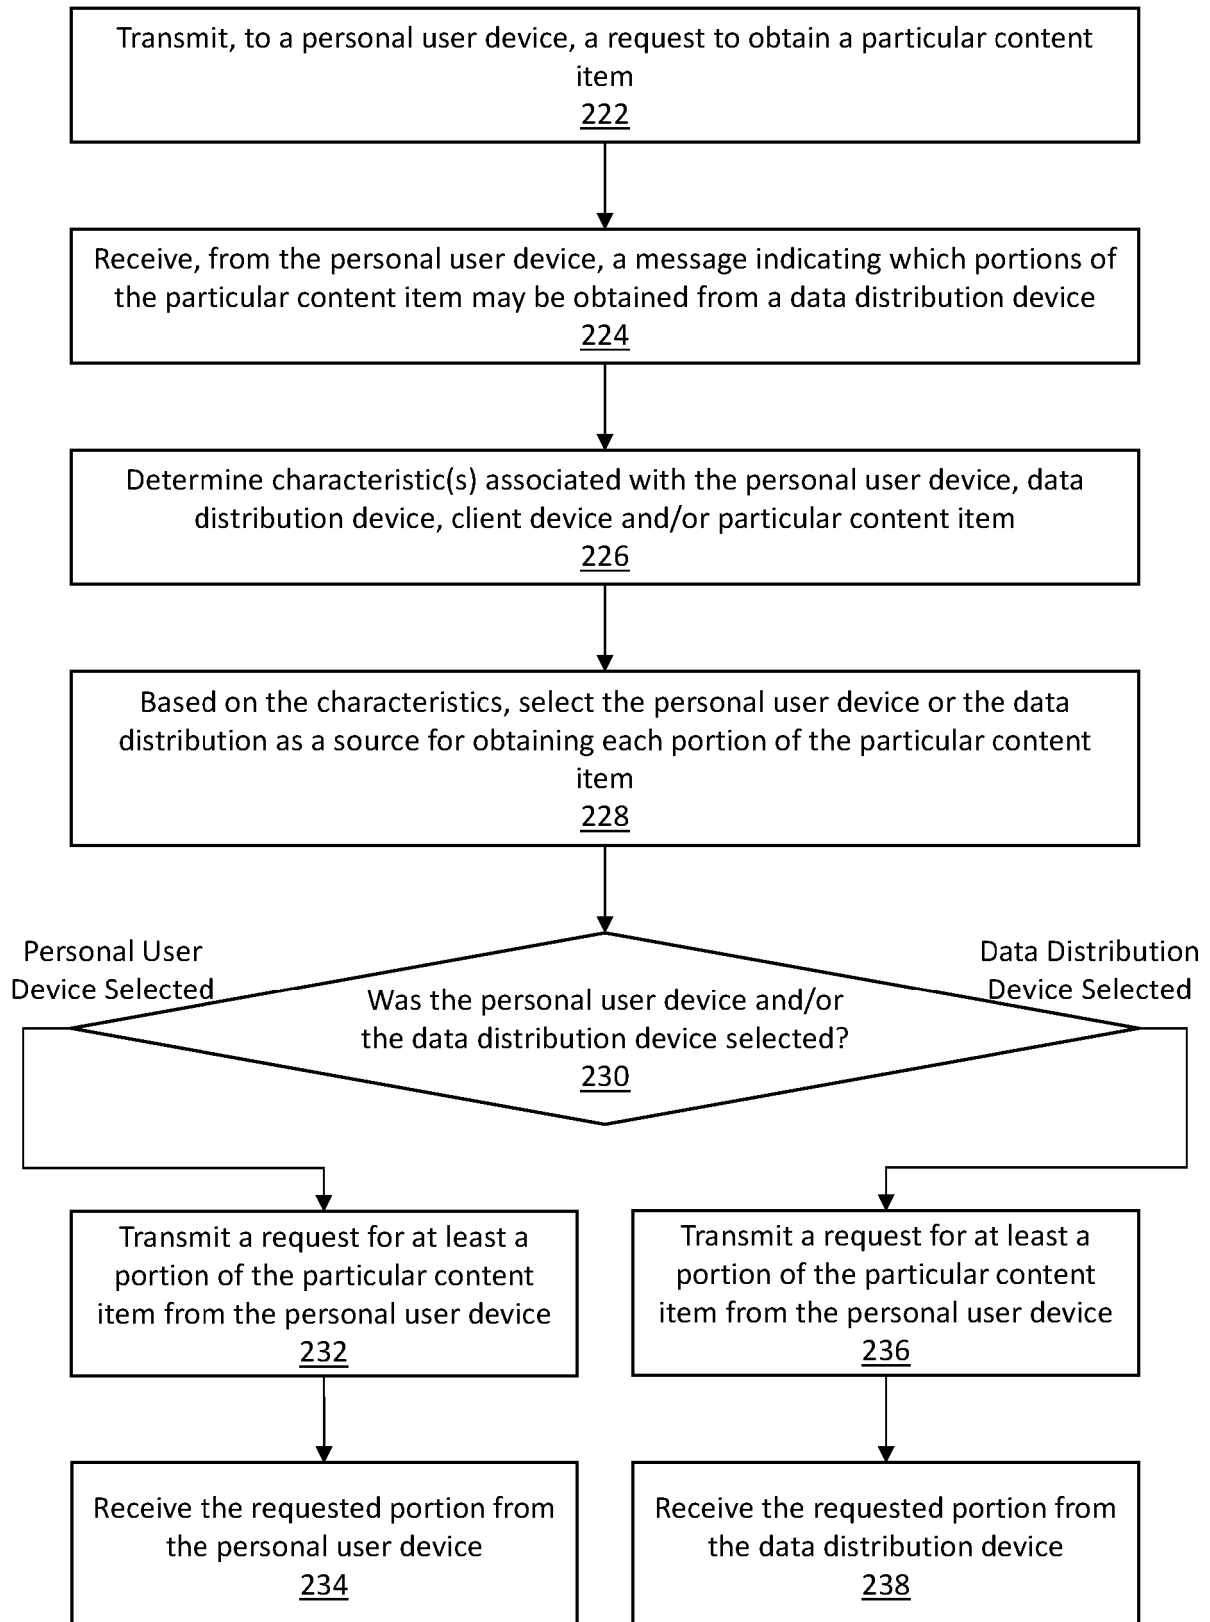 Transmit, to a personal user device, a request to obtain a particular content
item
222
Receive, from the personal user device, a message indicating which portions of
the particular content item may be obtained from a data distribution device
224
Determine characteristic(s) associated with the personal user device, data
distribution device, client device and/or particular content item
226
Based on the characteristics, select the personal user device or the data
distribution as a source for obtaining each portion of the particular content
item
228
Personal User
Device Selected
Data Distribution
Device Selected
Was the personal user device and/or
the data distribution device selected?
230
Transmit a request for at least a
portion of the particular content
item from the personal user device
232
Transmit a request for at least a
portion of the particular content
item from the personal user device
236
Receive the requested portion from
the personal user device
234
Receive the requested portion from
the data distribution device
238